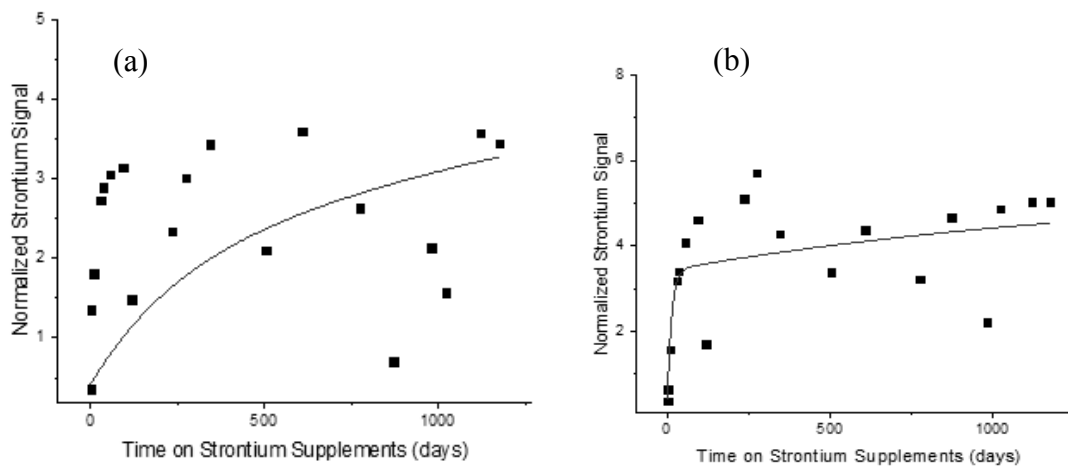 (a)
Normalized Strontium Signal
5
4
3
2
1
0
500
1000
Time on Strontium Supplements (days)
(b)
Normalized Strontium Signal
8
6
4
2
0
500
1000
Time on Strontium Supplements (days)